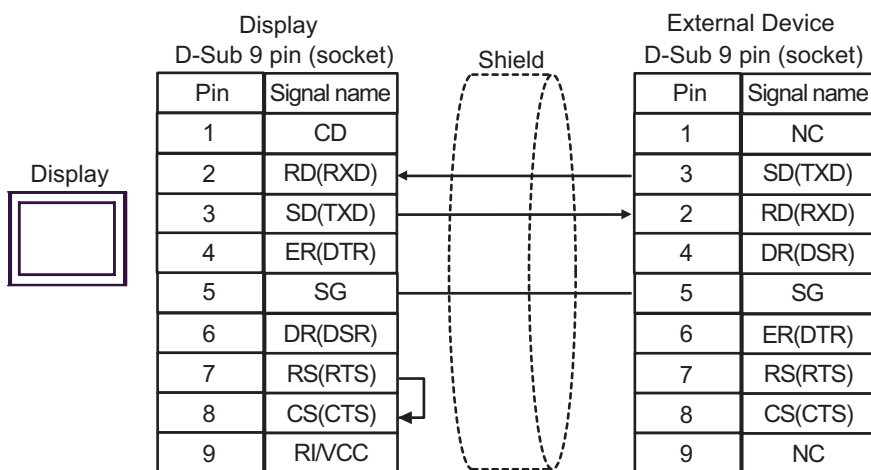 Display
D-Sub 9 pin (socket)
Shield
External Device
D-Sub 9 pin (socket)
Display
Pin Signal name
1 CD
2 RD(RXD)
3 SD(TXD)
4 ER(DTR)
5 SG
6 DR(DSR)
7 RS(RTS)
8 CS(CTS)
9 RI/VCC
Pin Signal name
1 NC
3 SD(TXD)
2 RD(RXD)
4 DR(DSR)
5 SG
6 ER(DTR)
7 RS(RTS)
8 CS(CTS)
9 NC